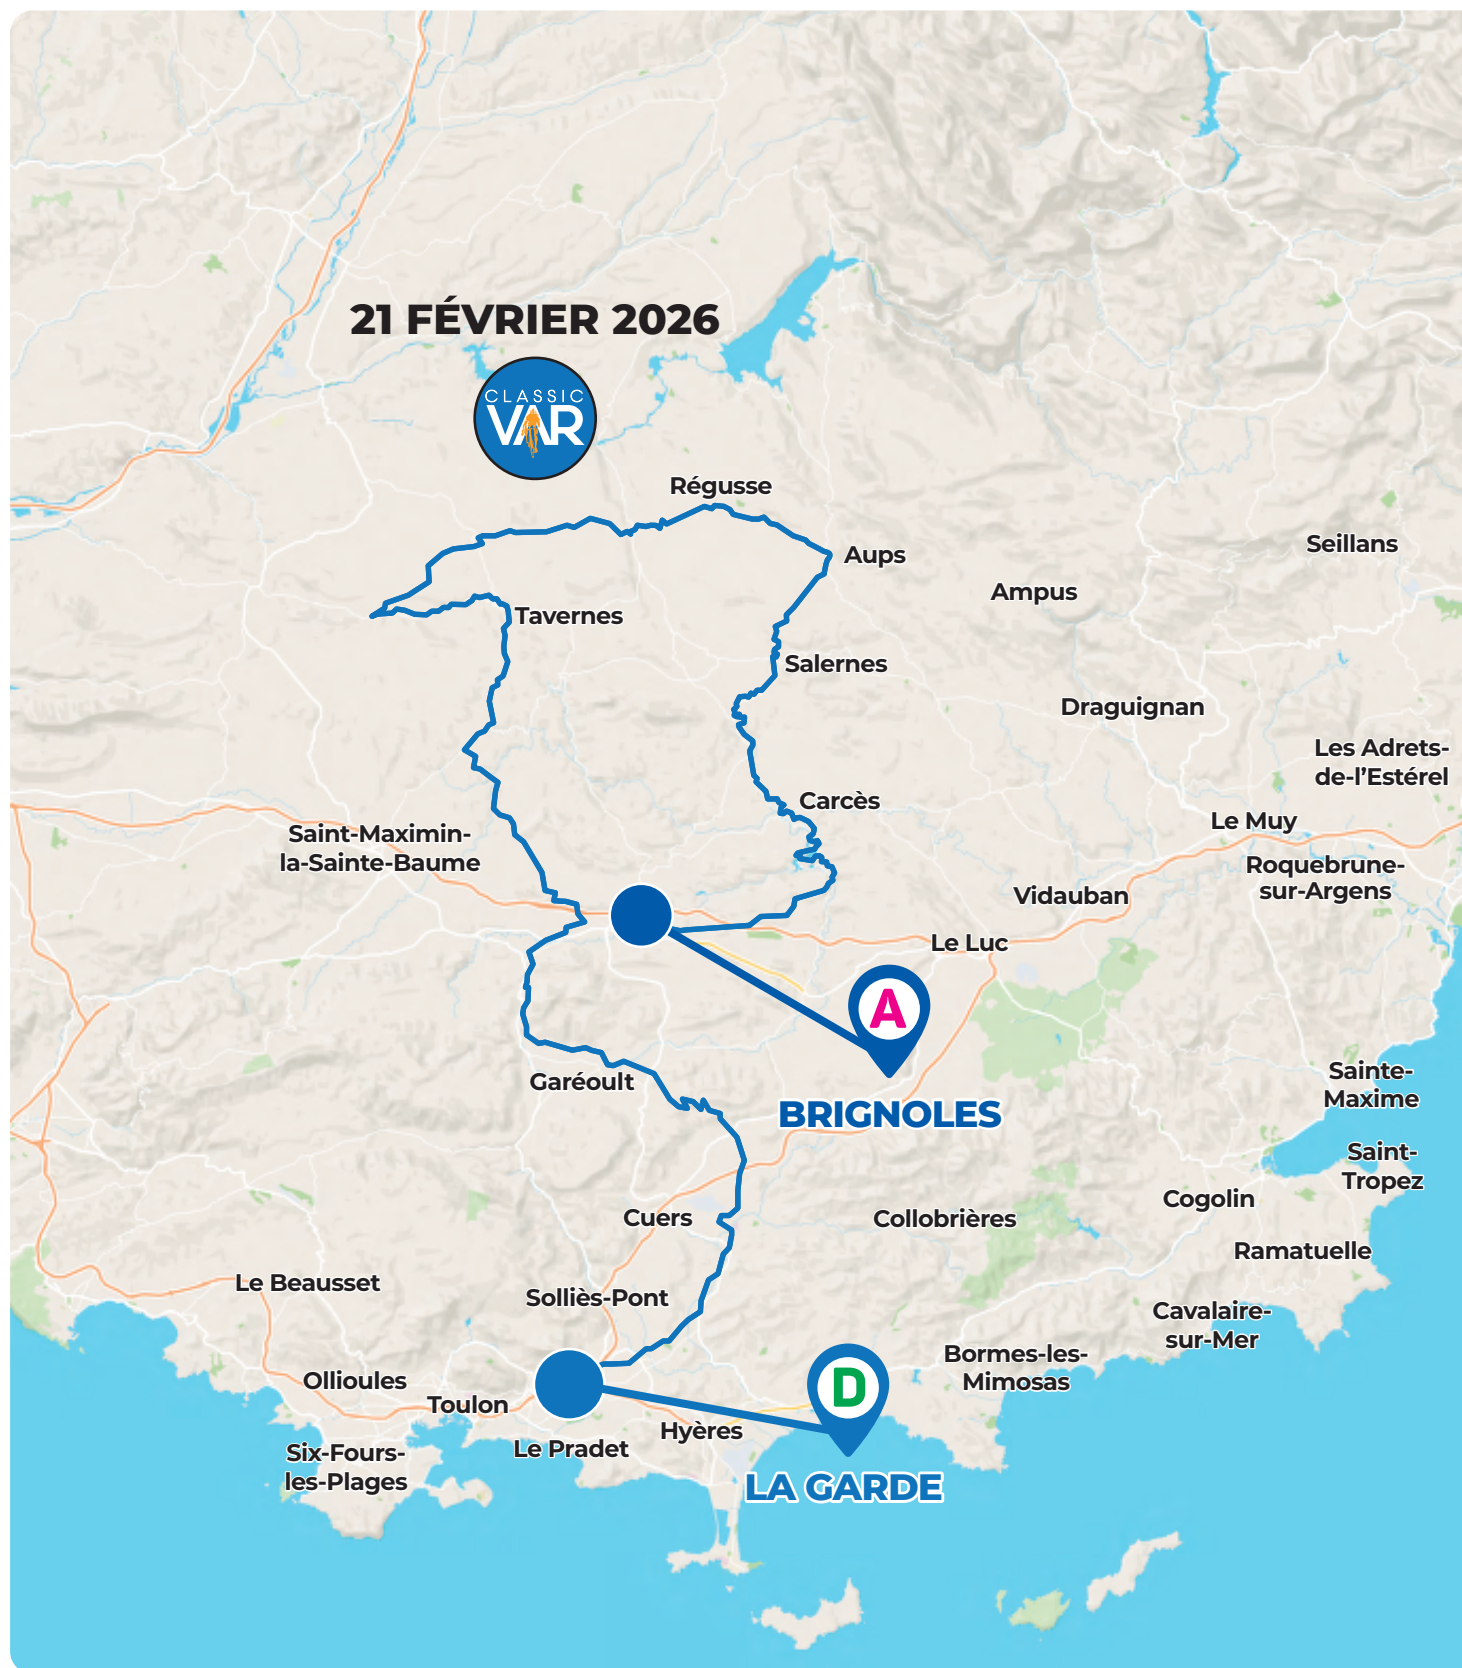 21 FÉVRIER 2026
CLASSIC
VAR
Régusse
Aups
Seillans
Ampus
Tavernes
Salernes
Draguignan
Les Adrets-
de-l’Estérel
Carcès
Le Muy
Saint-Maximin-
la-Sainte-Baume
Roquebrune-
sur-Argens
Vidauban
Le Luc
A
BRIGNOLES
Garéoult
Sainte-
Maxime
Saint-
Tropez
Cogolin
Cuers
Collobrières
Ramatuelle
Le Beausset
Solliès-Pont
Cavalaire-
sur-Mer
Bormes-les-
Mimosas
Ollioules
D
Toulon
Hyères
Le Pradet
Six-Fours-
les-Plages
LA GARDE